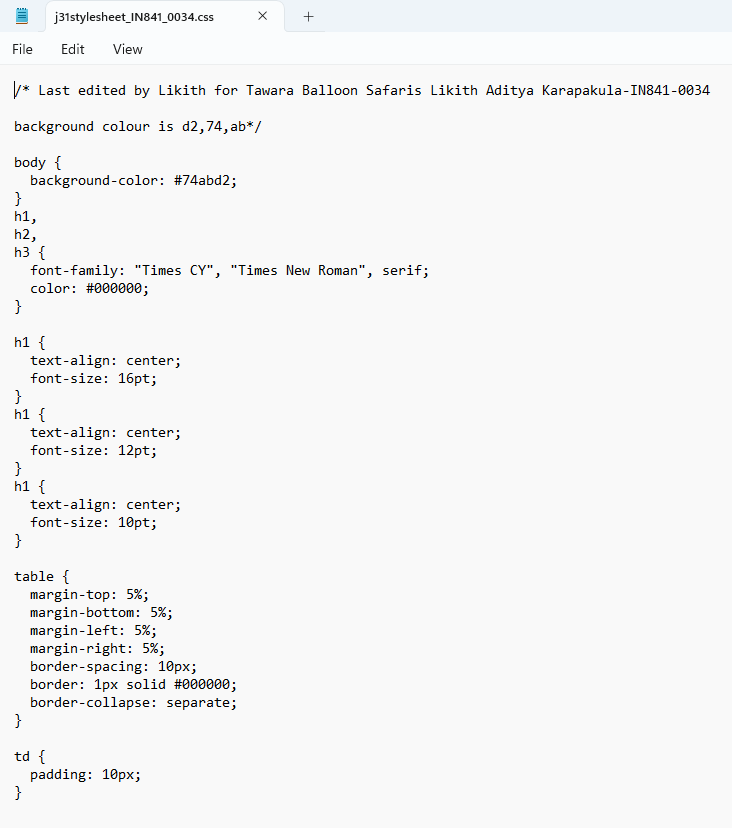 j31stylesheet_IN841_0034.css
File Edit View
/* Last edited by Likith for Tawara Balloon Safaris Likith Aditya Karapakula-IN841-0034
background colour is d2,74,ab*/
body {
background-color: #74abd2;
}
h1,
h2,
h3 {
font-family: "Times CY", "Times New Roman", serif;
color: #000000;
}
h1 {
text-align: center;
font-size: 16pt;
}
h1 {
text-align: center;
font-size: 12pt;
}
h1 {
text-align: center;
font-size: 10pt;
}
table {
margin-top: 5%;
margin-bottom: 5%;
margin-left: 5%;
margin-right: 5%;
border-spacing: 10px;
border: 1px solid #000000;
border-collapse: separate;
}
td {
padding: 10px;
}